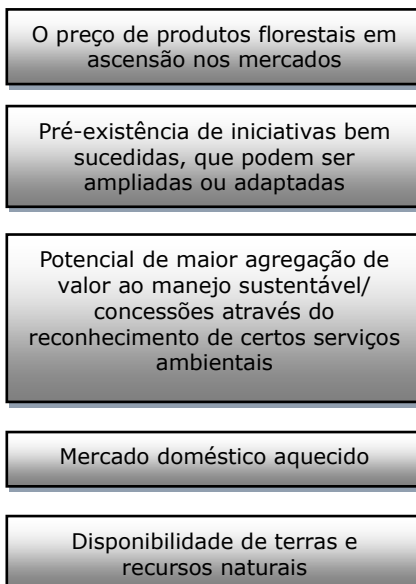 O preço de produtos florestais em
ascensão nos mercados
Pré-existência de iniciativas bem
sucedidas, que podem ser
ampliadas ou adaptadas
Potencial de maior agregação de
valor ao manejo sustentável/
concessões através do
reconhecimento de certos serviços
ambientais
Mercado doméstico aquecido
Disponibilidade de terras e
recursos naturais